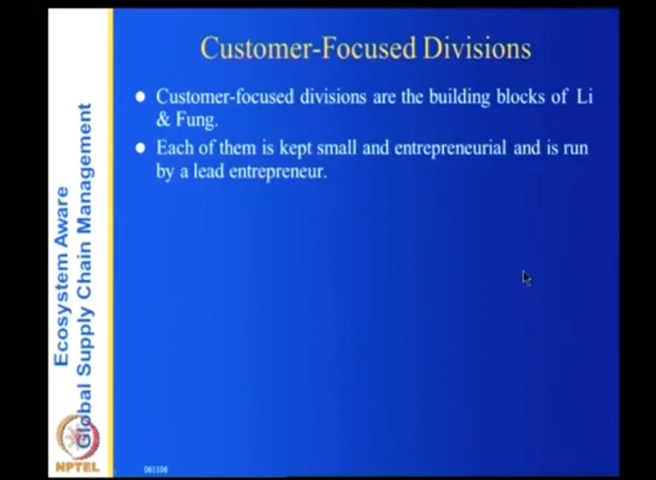 Customer-Focused Divisions
Customer-focused divisions are the building blocks of Li
& Fung.
Each of them is kept small and entrepreneurial and is run
by a lead entrepreneur.
Ecosystem Aware
Global Supply Chain Management
NPTEL
061106